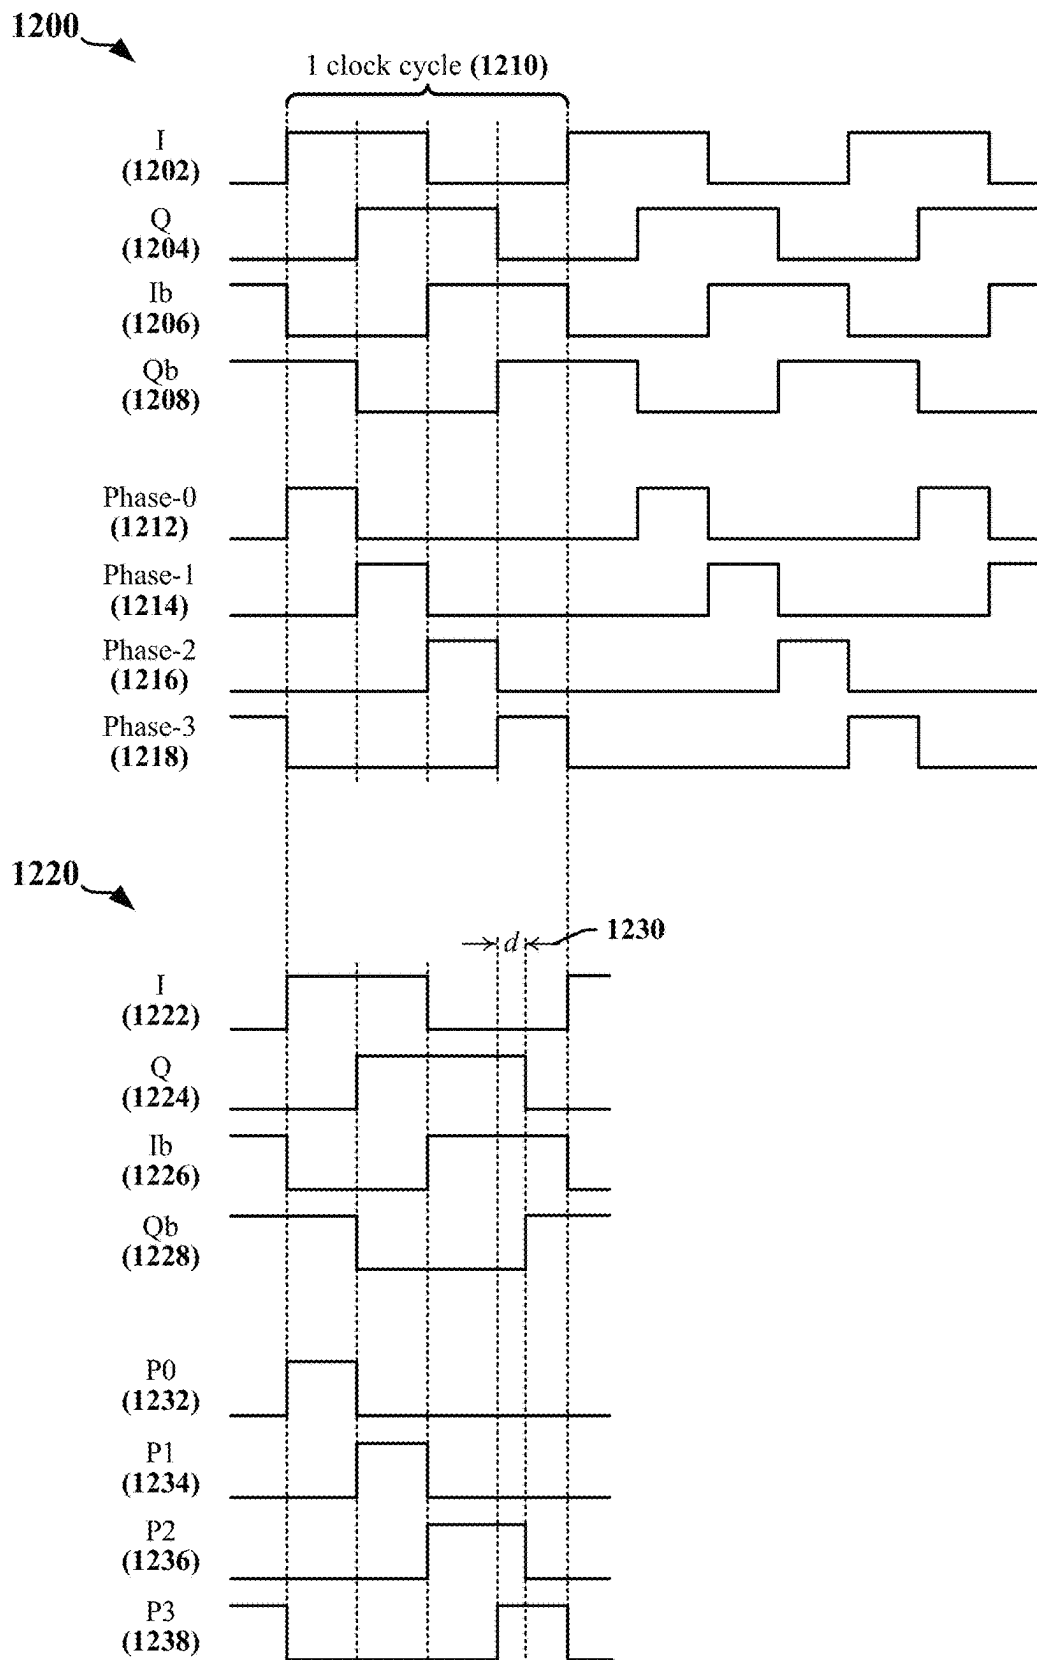 1200
1 clock cycle (1210)
I
(1202)
Q
(1204)
Ib
(1206)
Qb
(1208)
Phase-0
(1212)
Phase-1
(1214)
Phase-2
(1216)
Phase-3
(1218)
1220
d
1230
I
(1222)
Q
(1224)
Ib
(1226)
Qb
(1228)
P0
(1232)
P1
(1234)
P2
(1236)
P3
(1238)